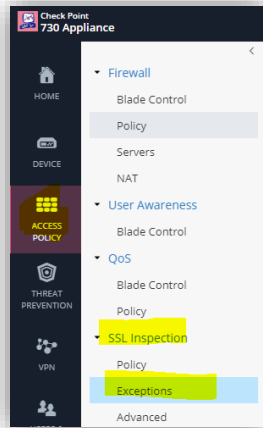 Check Point
730 Appliance
HOME
DEVICE
ACCESS
POLICY
THREAT
PREVENTION
VPN
Firewall
Blade Control
Policy
Servers
NAT
User Awareness
Blade Control
QoS
Blade Control
Policy
SSL Inspection
Policy
Exceptions
Advanced